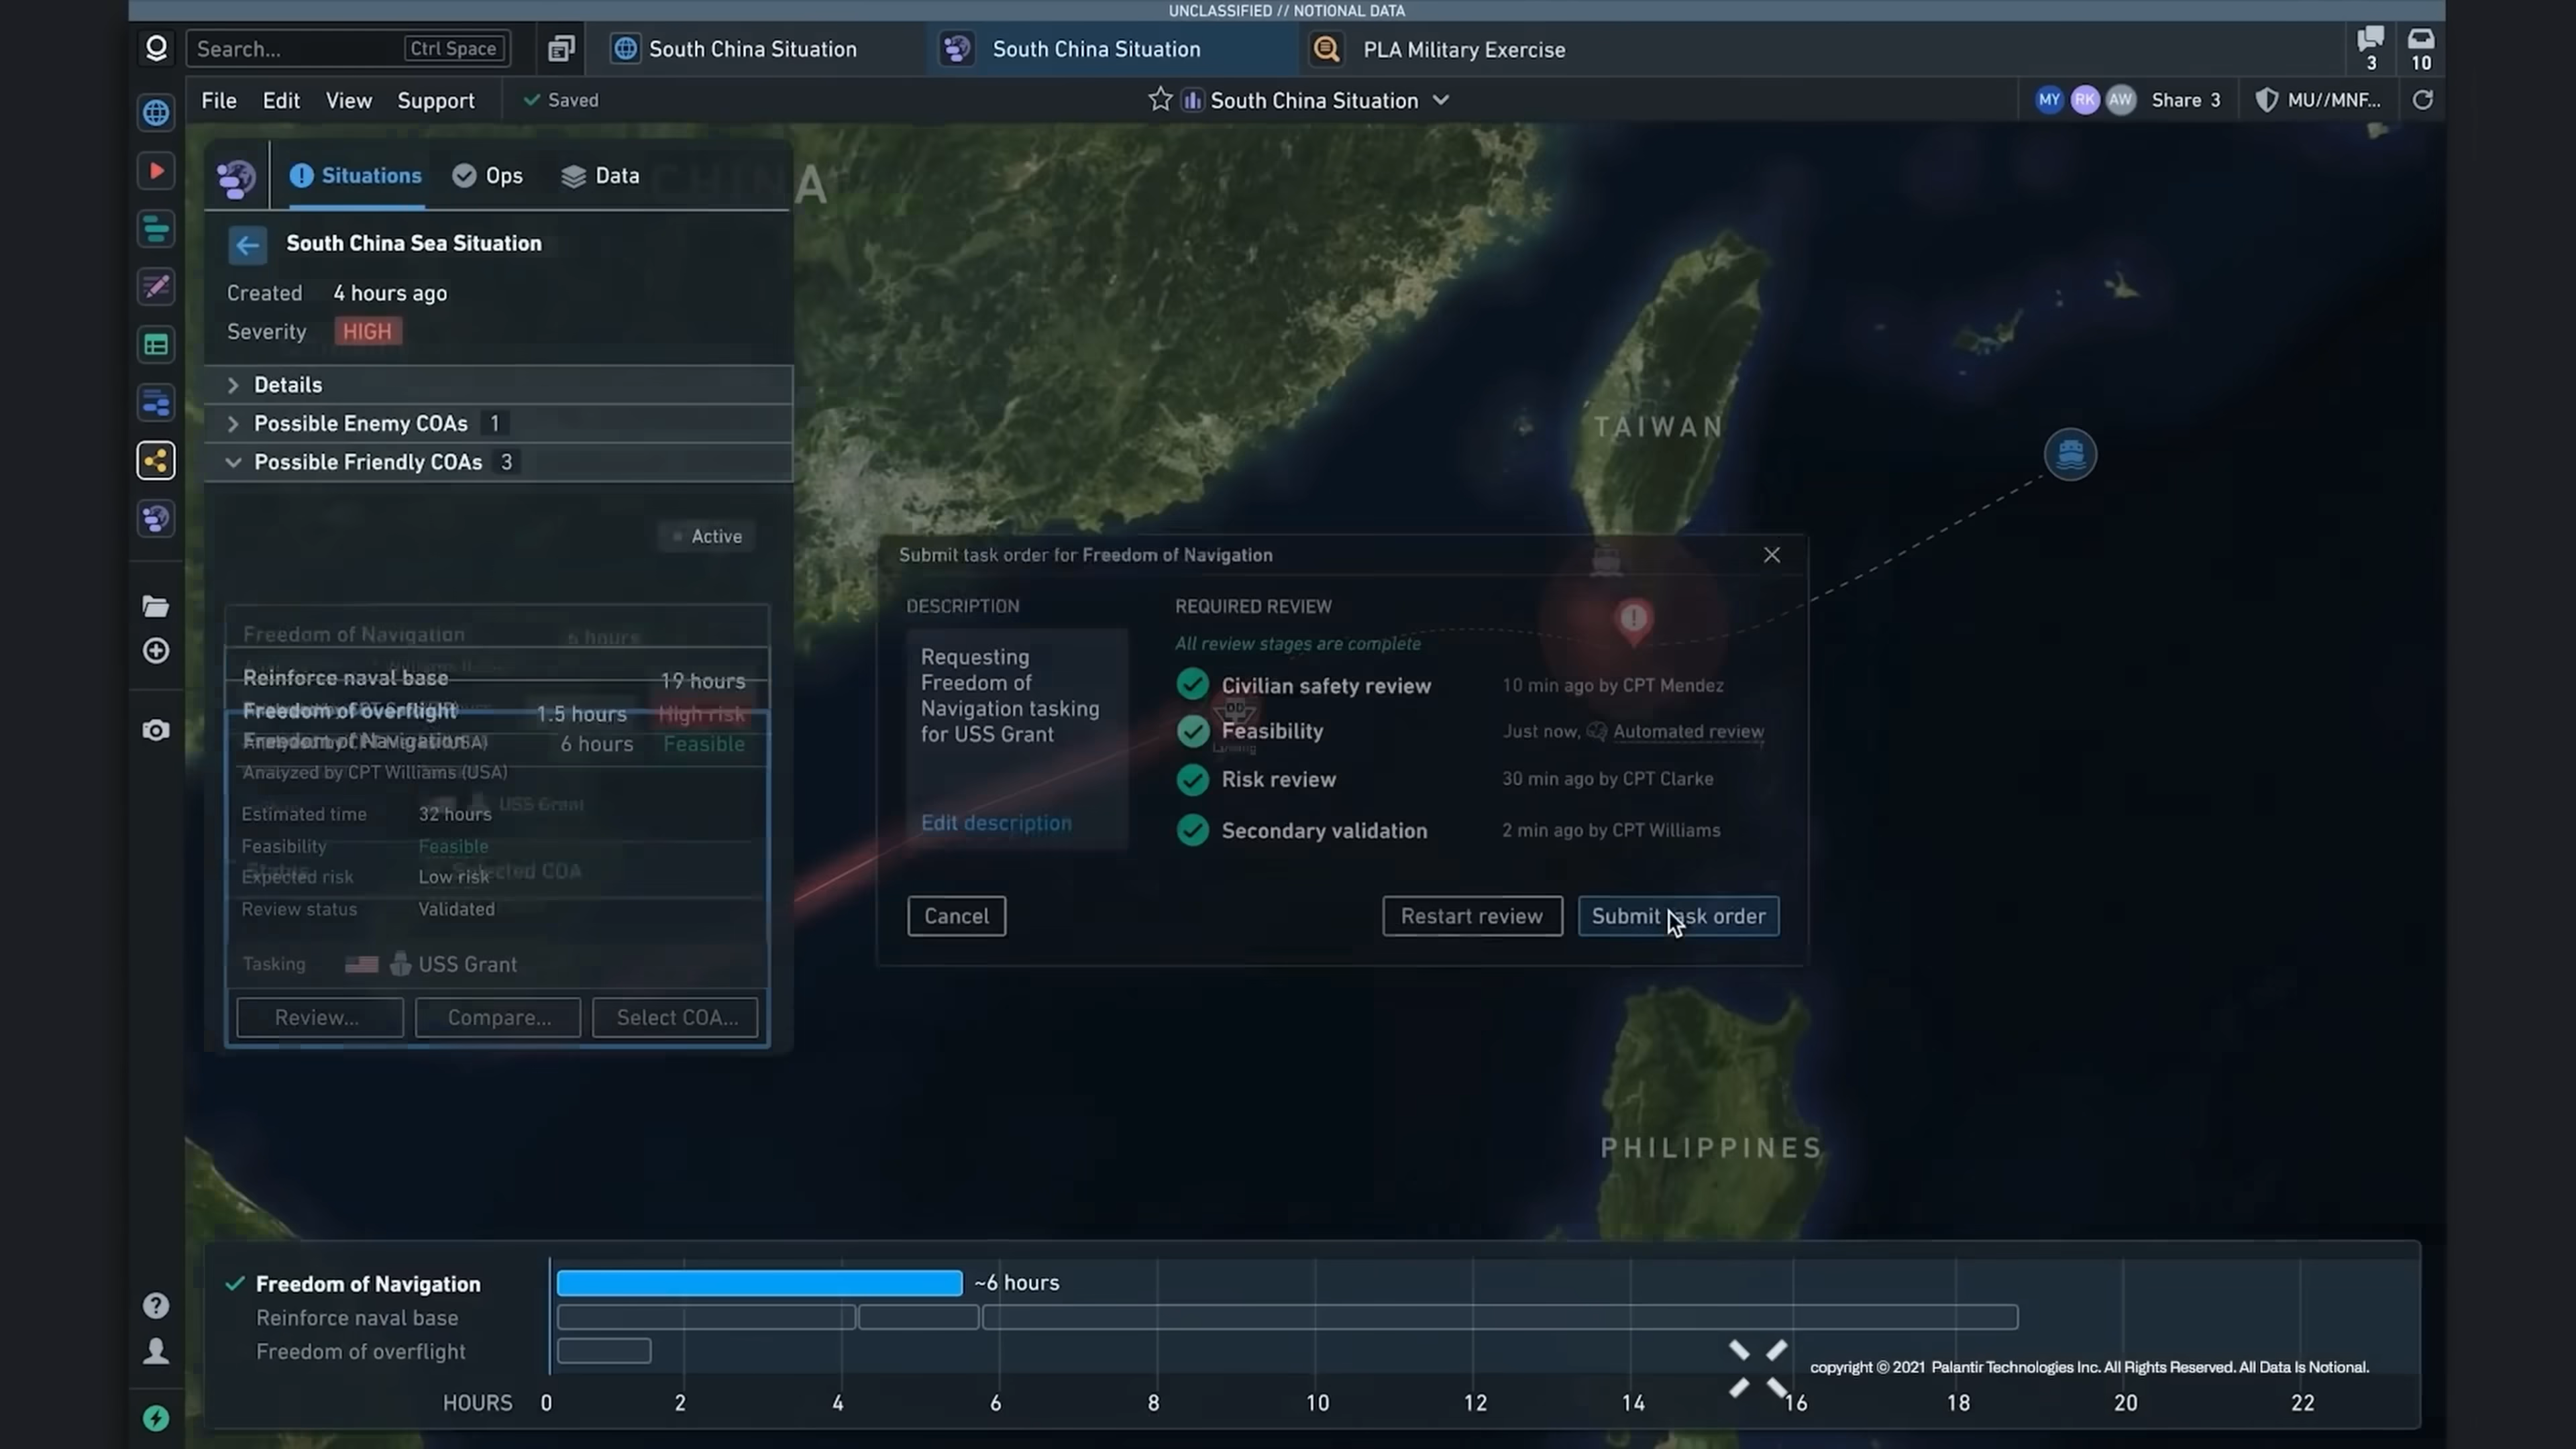 UNCLASSIFIED // NOTIONAL DATA
Search... Ctrl Space
South China Situation
South China Situation
PLA Military Exercise
3
10
File Edit View Support
Saved
South China Situation
MY RK AW Share 3
MU//MNF...
Situations Ops Data
South China Sea Situation
Created 4 hours ago
Severity HIGH
Details
Possible Enemy COAs 1
Possible Friendly COAs 3
Active
Freedom of Navigation 6 hours
Reinforce naval base 19 hours
Freedom of overflight 1.5 hours High risk
Freedom of Navigation 6 hours Feasible
Analyzed by CPT Williams (USA)
USS Grant
Estimated time 32 hours
Feasibility Feasible
Selected COA
Expected risk Low risk
Review status Validated
Tasking USS Grant
Review... Compare... Select COA...
TAIWAN
Submit task order for Freedom of Navigation
DESCRIPTION
Requesting
Freedom of
Navigation tasking
for USS Grant
Edit description
REQUIRED REVIEW
All review stages are complete
Civilian safety review 10 min ago by CPT Mendez
Feasibility Just now, Automated review
Risk review 30 min ago by CPT Clarke
Secondary validation 2 min ago by CPT Williams
Cancel Restart review Submit task order
PHILIPPINES
Freedom of Navigation ~6 hours
Reinforce naval base
Freedom of overflight
copyright © 2021 Palantir Technologies Inc. All Rights Reserved. All Data Is Notional.
HOURS 0 2 4 6 8 10 12 14 16 18 20 22